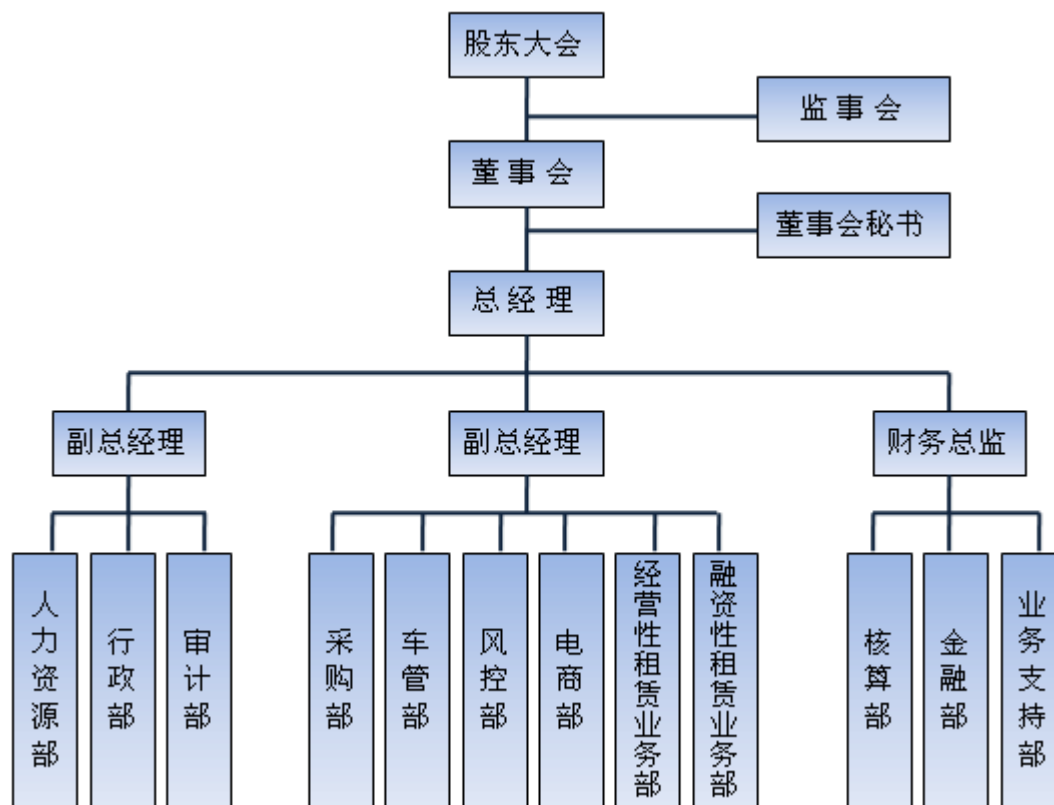 股东大会
监事会
董事会
董事会秘书
总经理
副总经理
副总经理
财务总监
人力资源部
行政部
审计部
采购部
车管部
风控部
电商部
经营性租赁业务部
融资性租赁业务部
核算部
金融部
业务支持部